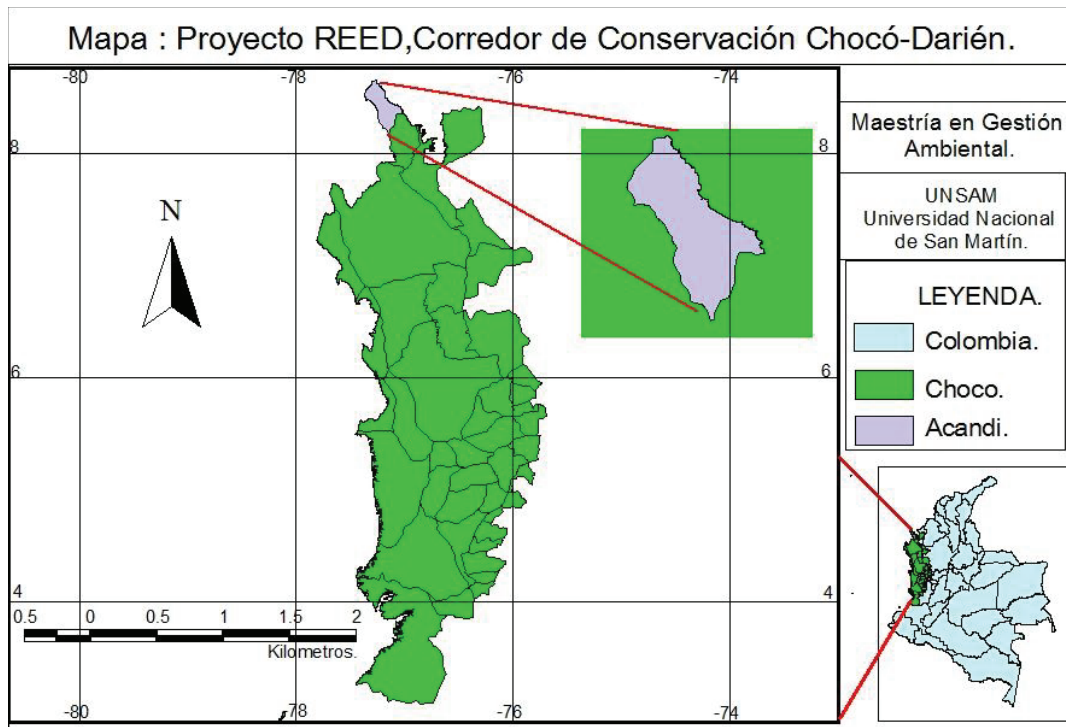 Mapa : Proyecto REED,Corredor de Conservación Chocó-Darién.
-80 -78 -76 -74
8 8
8
N
6 6
4 4
0.5 0 0.5 1 1.5 2
Kilometros.
-80 -78 -76 -74
Maestría en Gestión
Ambiental.
UNSAM
Universidad Nacional
de San Martín.
LEYENDA.
Colombia.
Choco.
Acandi.